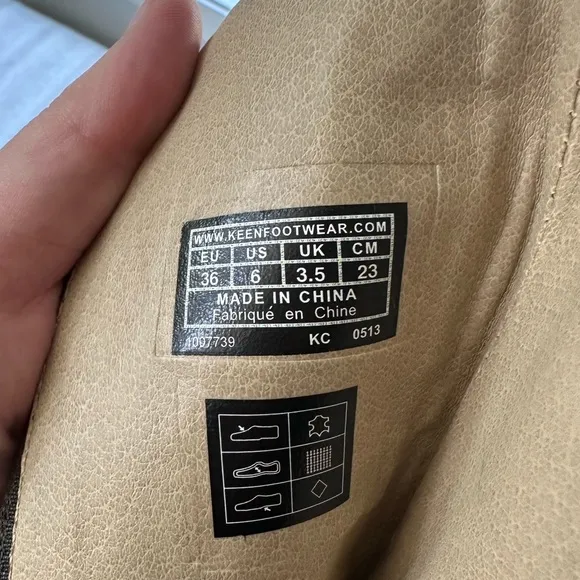 WWW.KEENFOOTWEAR.COM
EU US UK CM
36 6 3.5 23
MADE IN CHINA
Fabriqué en Chine
1007739 KC 0513